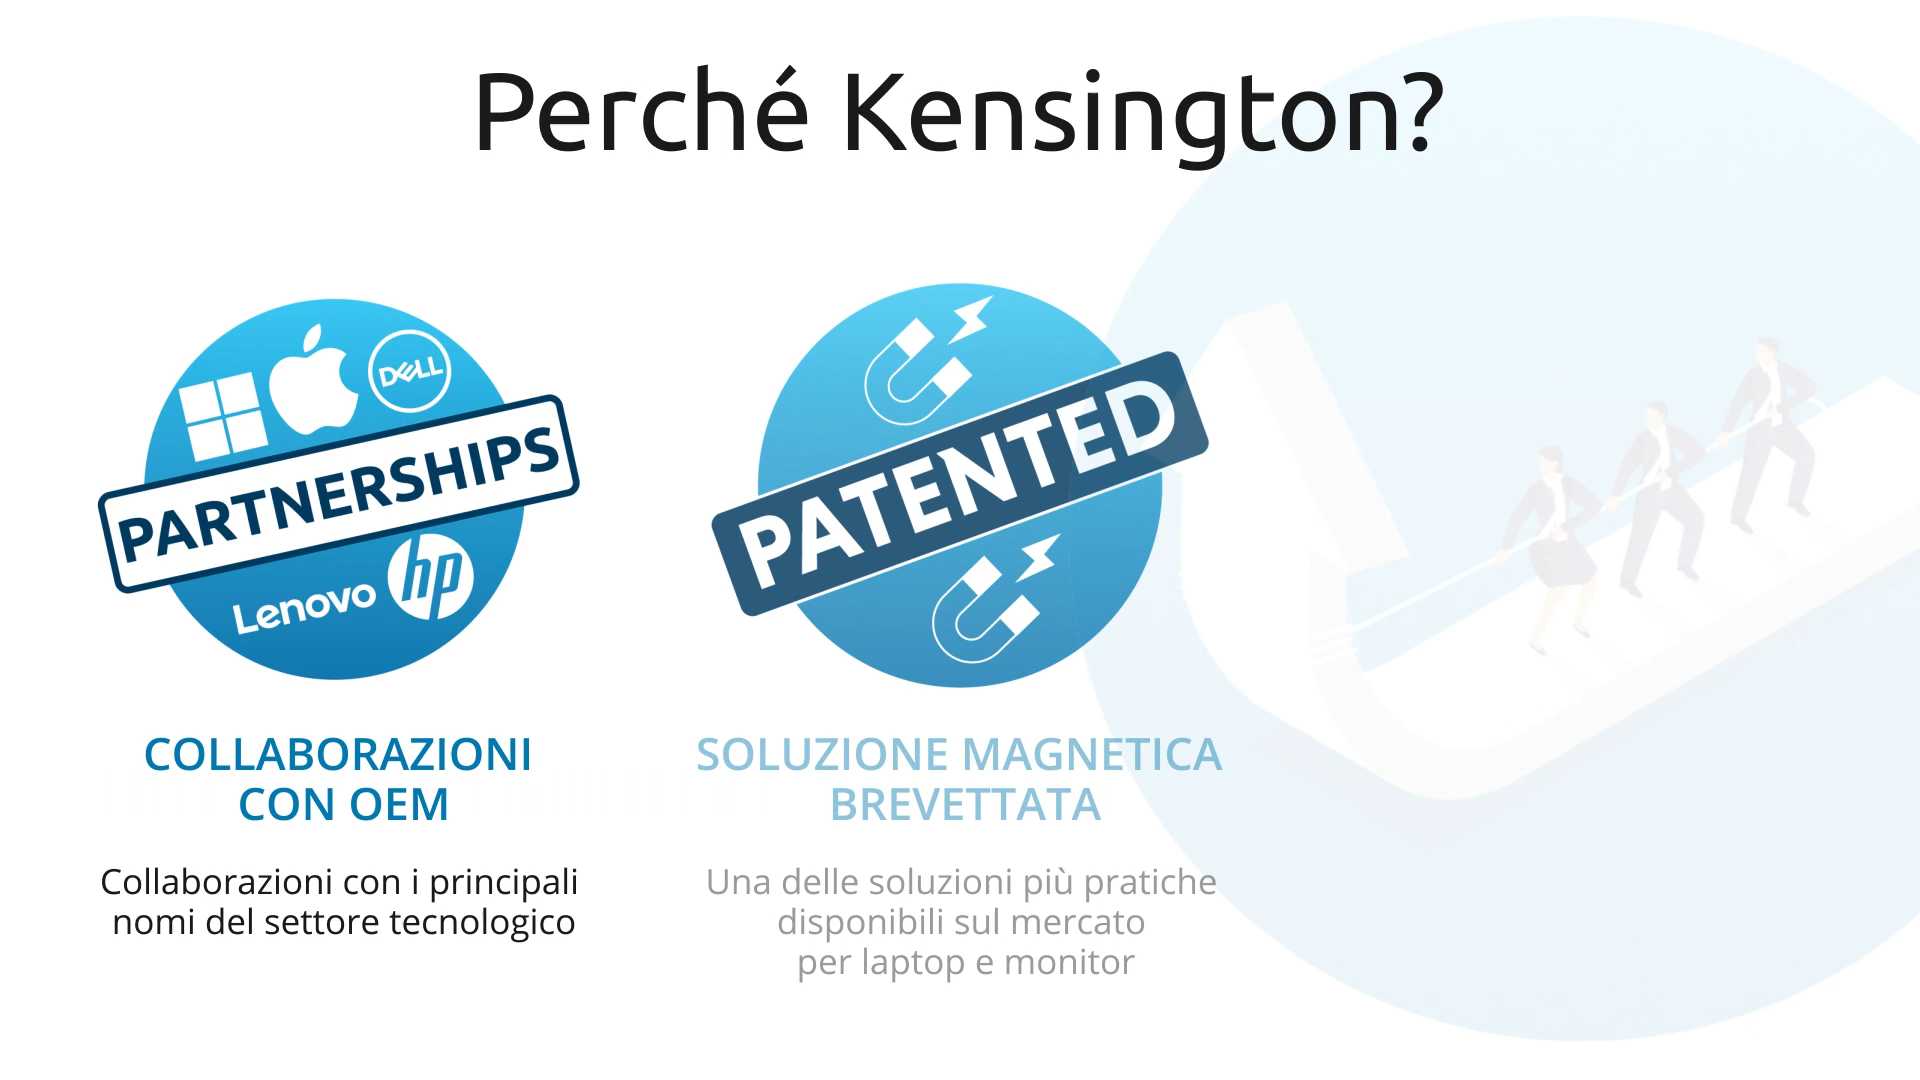 Perché Kensington?
DELL
PARTNERSHIPS
Lenovo
hp
COLLABORAZIONI
CON OEM
Collaborazioni con i principali
nomi del settore tecnologico
PATENTED
SOLUZIONE MAGNETICA
BREVETTATA
Una delle soluzioni più pratiche
disponibili sul mercato
per laptop e monitor